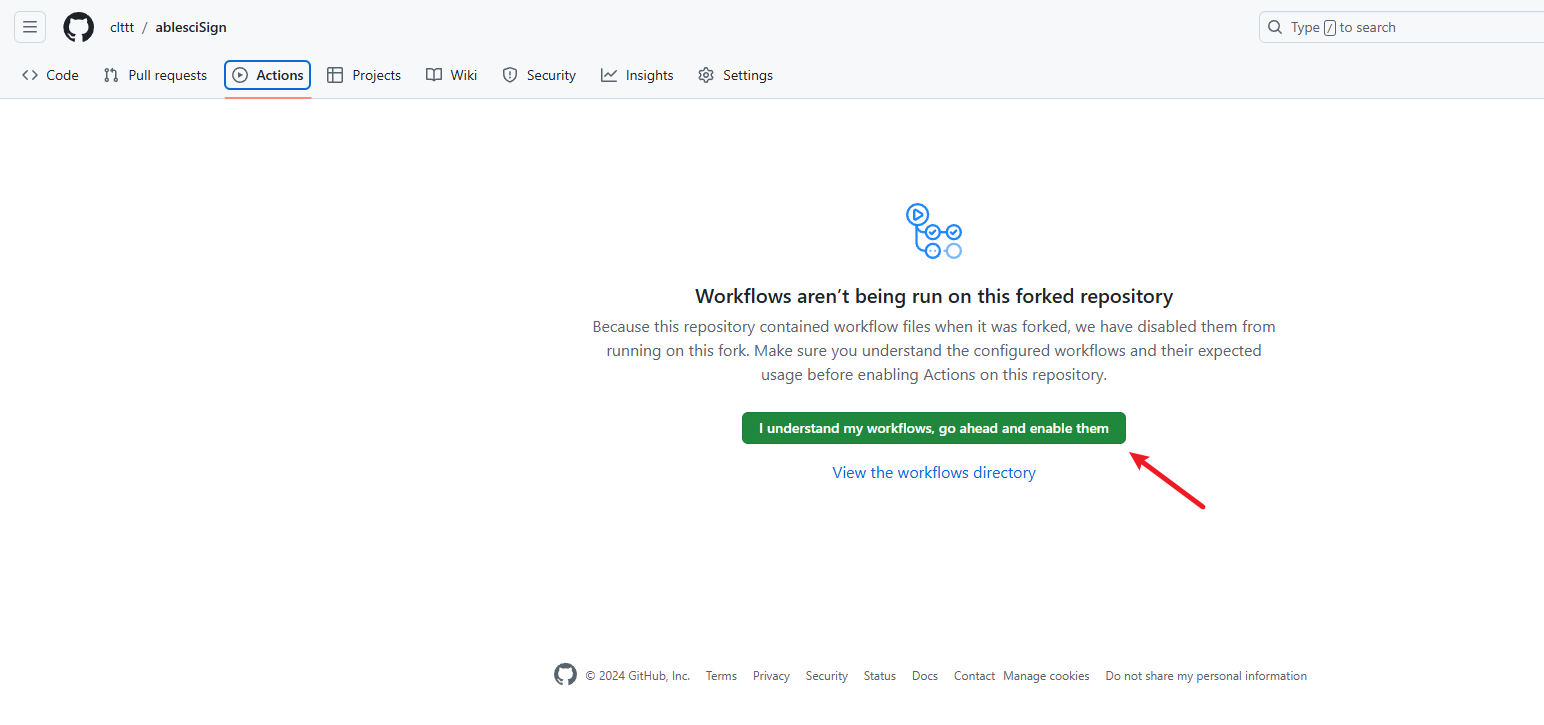 clttt / ablesciSign
Type / to search
Code Pull requests Actions Projects Wiki Security Insights Settings
Workflows aren’t being run on this forked repository
Because this repository contained workflow files when it was forked, we have disabled them from
running on this fork. Make sure you understand the configured workflows and their expected
usage before enabling Actions on this repository.
I understand my workflows, go ahead and enable them
View the workflows directory
© 2024 GitHub, Inc. Terms Privacy Security Status Docs Contact Manage cookies Do not share my personal information